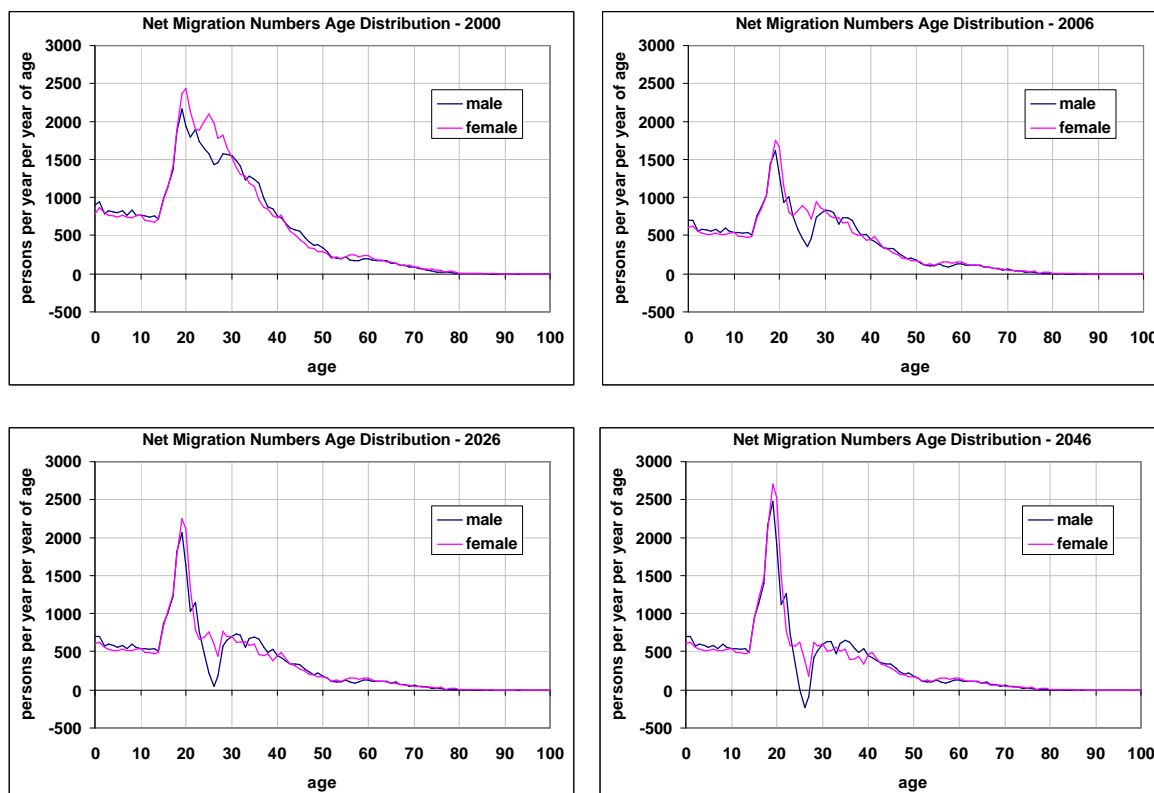 Net Migration Numbers Age Distribution - 2000
persons per year per year of age
3000
2500
2000
1500
1000
500
0
-500
male
female
0 10 20 30 40 50 60 70 80 90 100
age
Net Migration Numbers Age Distribution - 2006
persons per year per year of age
3000
2500
2000
1500
1000
500
0
-500
male
female
0 10 20 30 40 50 60 70 80 90 100
age
Net Migration Numbers Age Distribution - 2026
persons per year per year of age
3000
2500
2000
1500
1000
500
0
-500
male
female
0 10 20 30 40 50 60 70 80 90 100
age
Net Migration Numbers Age Distribution - 2046
persons per year per year of age
3000
2500
2000
1500
1000
500
0
-500
male
female
0 10 20 30 40 50 60 70 80 90 100
age